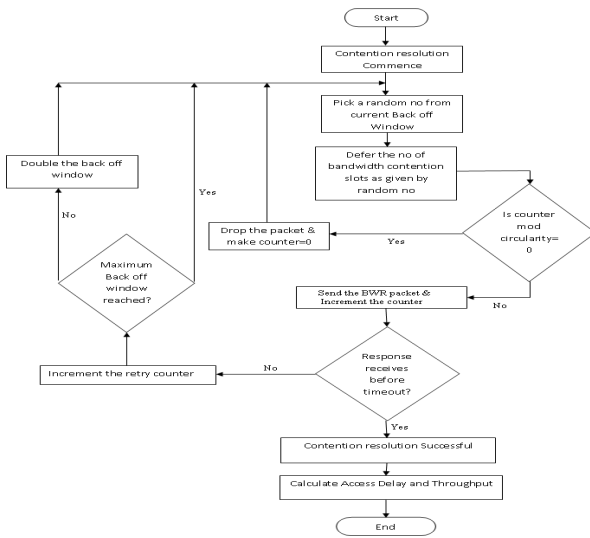 Start
Contention resolution
Commence
Pick a random no from
current Back off
Window
Defer the no of
bandwidth contention
slots as given by
random no
Double the back off
window
Yes
No
Drop the packet &
make counter=0
Yes
Is counter
mod
circularity=
0
No
Maximum
Back off
window
reached?
Send the BWR packet &
Increment the counter
Increment the retry counter
No
Response
receives
before
timeout?
Yes
Contention resolution Successful
Calculate Access Delay and Throughput
End